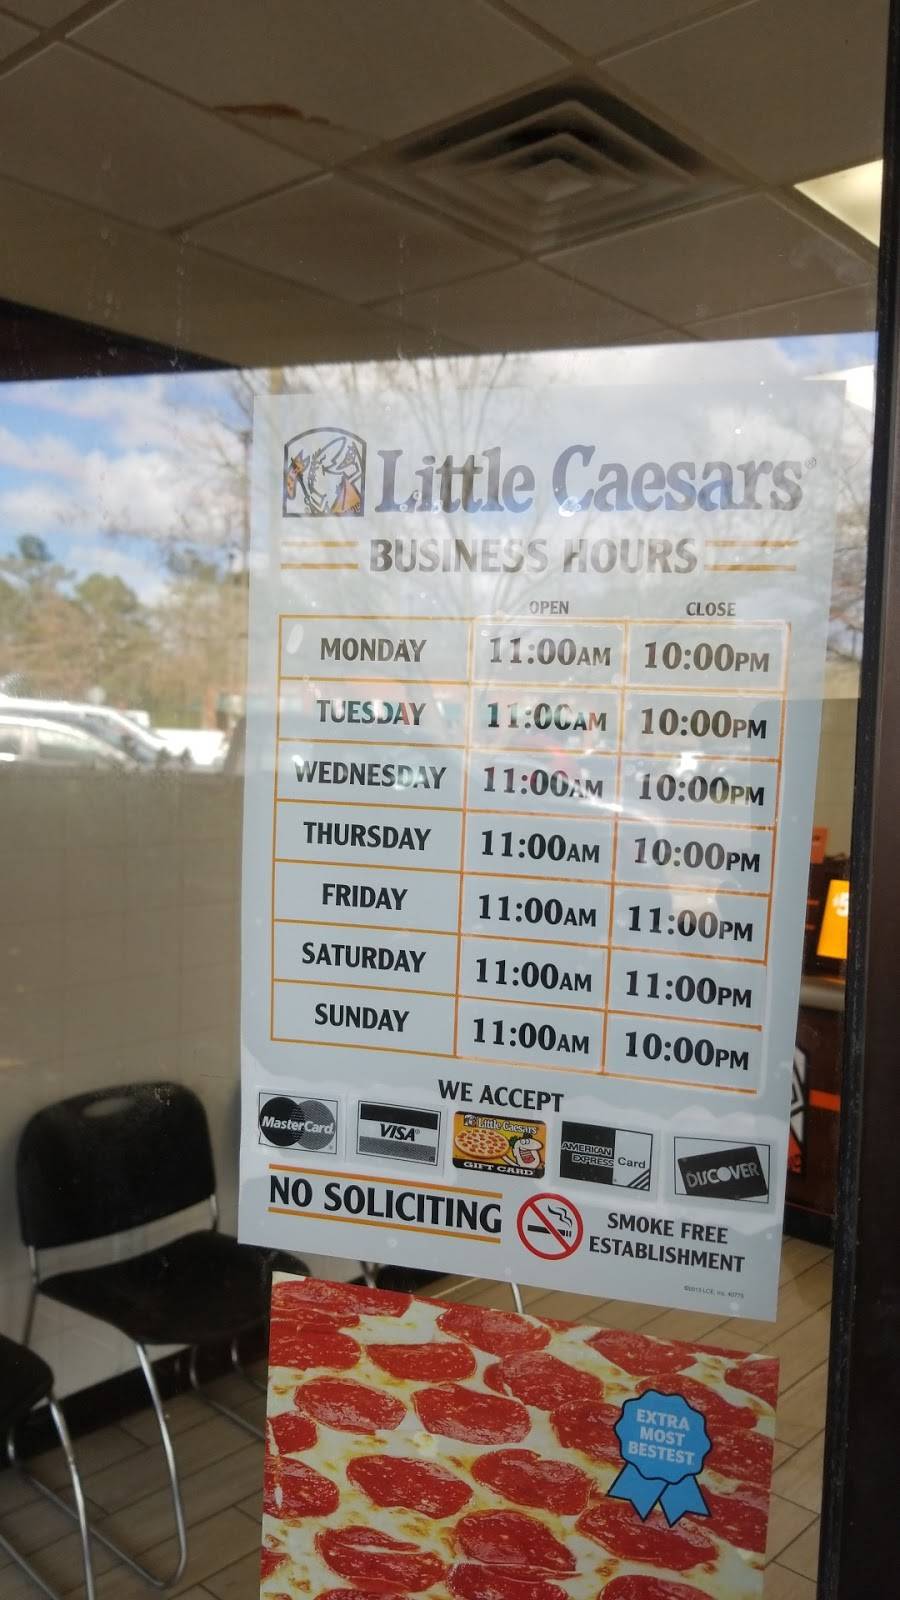 Little Caesars®
BUSINESS HOURS
OPEN CLOSE
MONDAY 11:00AM 10:00PM
TUESDAY 11:00AM 10:00PM
WEDNESDAY 11:00AM 10:00PM
THURSDAY 11:00AM 10:00PM
FRIDAY 11:00AM 11:00PM
SATURDAY 11:00AM 11:00PM
SUNDAY 11:00AM 10:00PM
WE ACCEPT
MasterCard.
VISA®
Little Caesars
GIFT CARD
AMERICAN
EXPRESS Card
DISCOVER
NO SOLICITING
SMOKE FREE
ESTABLISHMENT
EXTRA
MOST
BESTEST